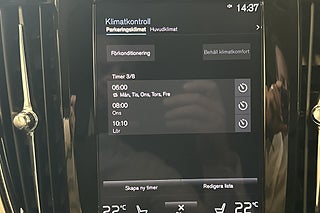 14:37
Klimatkontroll
Parkeringsklimat Huvudklimat
Förkonditionering
Behåll klimatkomfort
Timer 3/8
06:00
Mån, Tis, Ons, Tors, Fre
08:00
Ons
10:10
Lör
Skapa ny timer
Redigera lista
22°C
22°C